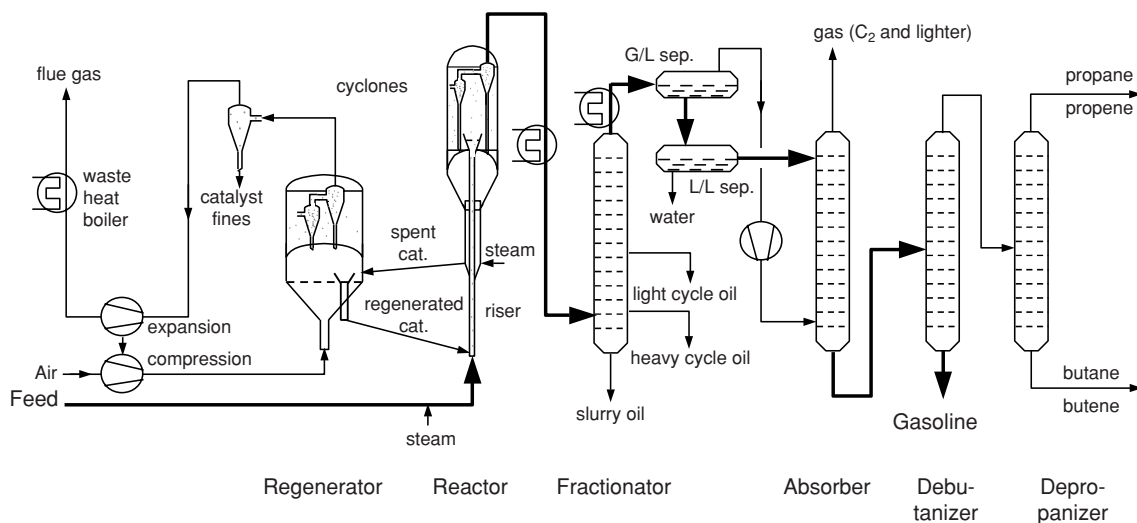 gas (C₂ and lighter)
G/L sep.
flue gas
cyclones
propane
propene
waste
heat
boiler
catalyst
fines
L/L sep.
water
spent
cat.
steam
regenerated
cat.
riser
light cycle oil
expansion
compression
heavy cycle oil
Air
Feed
steam
slurry oil
Gasoline
butane
butene
Regenerator
Reactor
Fractionator
Absorber
Debu-
tanizer
Depro-
panizer